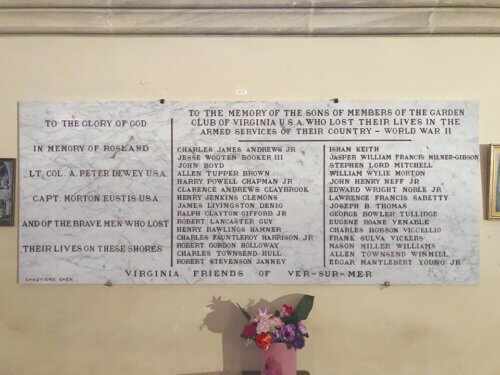 TO THE GLORY OF GOD
IN MEMORY OF ROSLAND
LT. COL. A. PETER DEWEY U.S.A.
CAPT. MORTON EUSTIS U.S.A.
AND OF THE BRAVE MEN WHO LOST
THEIR LIVES ON THESE SHORES
TO THE MEMORY OF THE SONS OF MEMBERS OF THE GARDEN
CLUB OF VIRGINIA U.S.A. WHO LOST THEIR LIVES IN THE
ARMED SERVICES OF THEIR COUNTRY - WORLD WAR II
CHARLES JAMES ANDREWS JR
JESSE WOOTEN BOOKER III
JOHN BOYD
ALLEN TUPPER BROWN
HARRY POWELL CHAPMAN JR
CLARENCE ANDREWS CLAYBROOK
HENRY JENKINS CLEMONS
JAMES LIVINGSTON DENIG
RALPH CLAYTON GIFFORD JR
ROBERT LANCASTER GUY
HENRY RAWLINGS HAMNER
CHARLES FAUNTLEROY HARRISON JR
ROBERT GORDON HOLLOWAY
CHARLES TOWNSEND HULL
ROBERT STEVENSON JANNEY
ISHAM KEITH
JASPER WILLIAM FRANCIS MILNER-GIBSON
STEPHEN LORD MITCHELL
WILLIAM WYLIE MORTON
JOHN HENRY NEFF JR
EDWARD WRIGHT NOBLE JR
LAWRENCE FRANCIS SABETTY
JOSEPH B. THOMAS
GEORGE BOWLER TULLIDGE
EUGENE ROANE VENABLE
CHARLES HOBSON VICCELLIO
FRANK SULVA VICKERS
MASON MILLER WILLIAMS
ALLEN TOWNSEND WINMILL
EDGAR MANTLEBERT YOUNG JR
VIRGINIA FRIENDS OF VER-SUR-MER